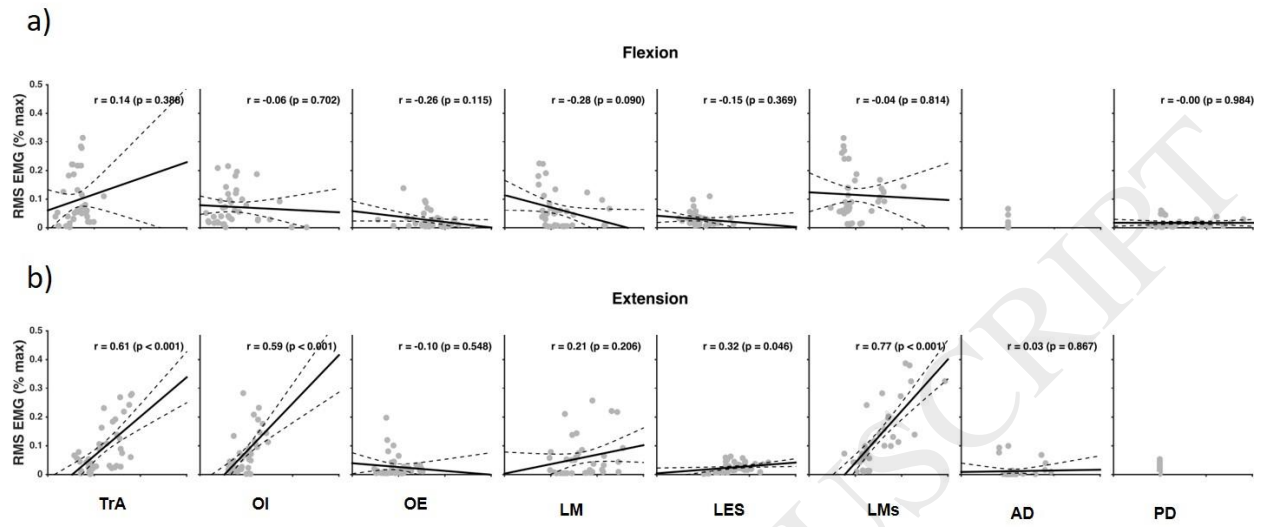 a)
Flexion
r = 0.14 (p = 0.388) r = -0.06 (p = 0.702) r = -0.26 (p = 0.115) r = -0.28 (p = 0.090) r = -0.15 (p = 0.369) r = -0.04 (p = 0.814) r = -0.00 (p = 0.984)
RMS EMG (% max)
0.5
0.4
0.3
0.2
0.1
0
b)
Extension
r = 0.61 (p < 0.001) r = 0.59 (p < 0.001) r = -0.10 (p = 0.548) r = 0.21 (p = 0.206) r = 0.32 (p = 0.046) r = 0.77 (p < 0.001) r = 0.03 (p = 0.867)
RMS EMG (% max)
0.5
0.4
0.3
0.2
0.1
0
TrA OI OE LM LES LMs AD PD
USCRIPT